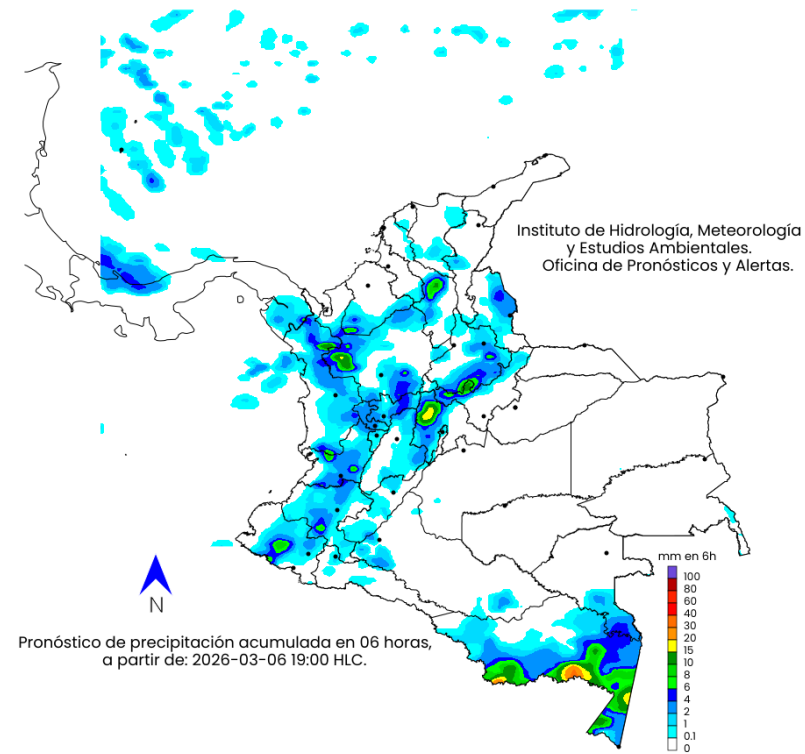 Instituto de Hidrología, Meteorología
y Estudios Ambientales.
Oficina de Pronósticos y Alertas.
mm en 6h
100
80
60
40
30
20
15
10
8
6
4
2
1
0.1
0
N
Pronóstico de precipitación acumulada en 06 horas,
a partir de: 2026-03-06 19:00 HLC.